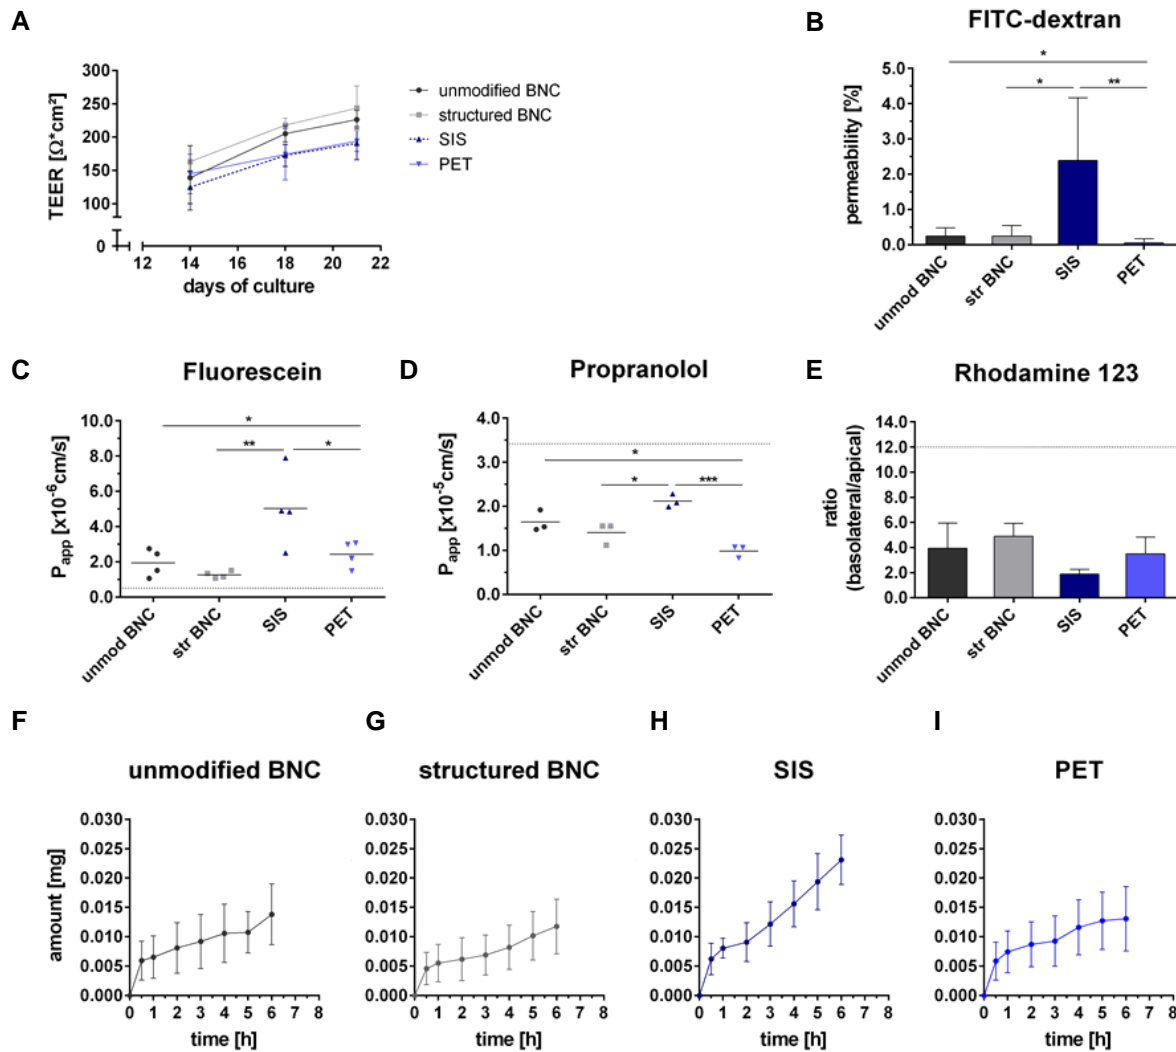 A
TEER [Ω*cm²]
300
250
200
150
100
0
12 14 16 18 20 22
days of culture
unmodified BNC
structured BNC
SIS
PET
B
FITC-dextran
permeability [%]
5.0
4.0
3.0
2.0
1.0
0.0
*
* **
unmod BNC
str BNC
SIS
PET
C
Fluorescein
Papp [x10⁻⁶cm/s]
10.0
8.0
6.0
4.0
2.0
0.0
*
** *
unmod BNC
str BNC
SIS
PET
D
Propranolol
Papp [x10⁻⁵cm/s]
4.0
3.0
2.0
1.0
0.0
*
* ***
unmod BNC
str BNC
SIS
PET
E
Rhodamine 123
ratio
(basolateral/apical)
14.0
12.0
10.0
8.0
6.0
4.0
2.0
0.0
unmod BNC
str BNC
SIS
PET
F
unmodified BNC
amount [mg]
0.030
0.025
0.020
0.015
0.010
0.005
0.000
0 1 2 3 4 5 6 7 8
time [h]
G
structured BNC
0.030
0.025
0.020
0.015
0.010
0.005
0.000
0 1 2 3 4 5 6 7 8
time [h]
H
SIS
0.030
0.025
0.020
0.015
0.010
0.005
0.000
0 1 2 3 4 5 6 7 8
time [h]
I
PET
0.030
0.025
0.020
0.015
0.010
0.005
0.000
0 1 2 3 4 5 6 7 8
time [h]